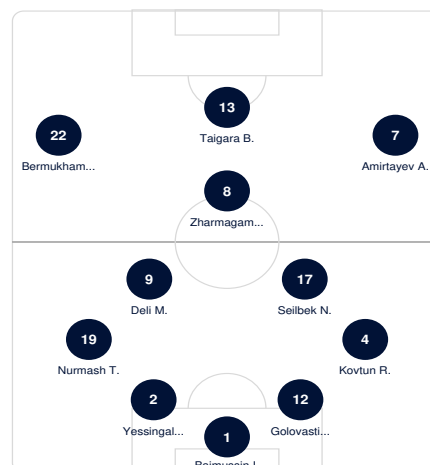 13
Taigara B.
22
Bermukham...
7
Amirtayev A.
8
Zharmagam...
9
Deli M.
17
Seilbek N.
19
Nurmash T.
4
Kovtun R.
2
Yessingal...
12
Golovasti...
1